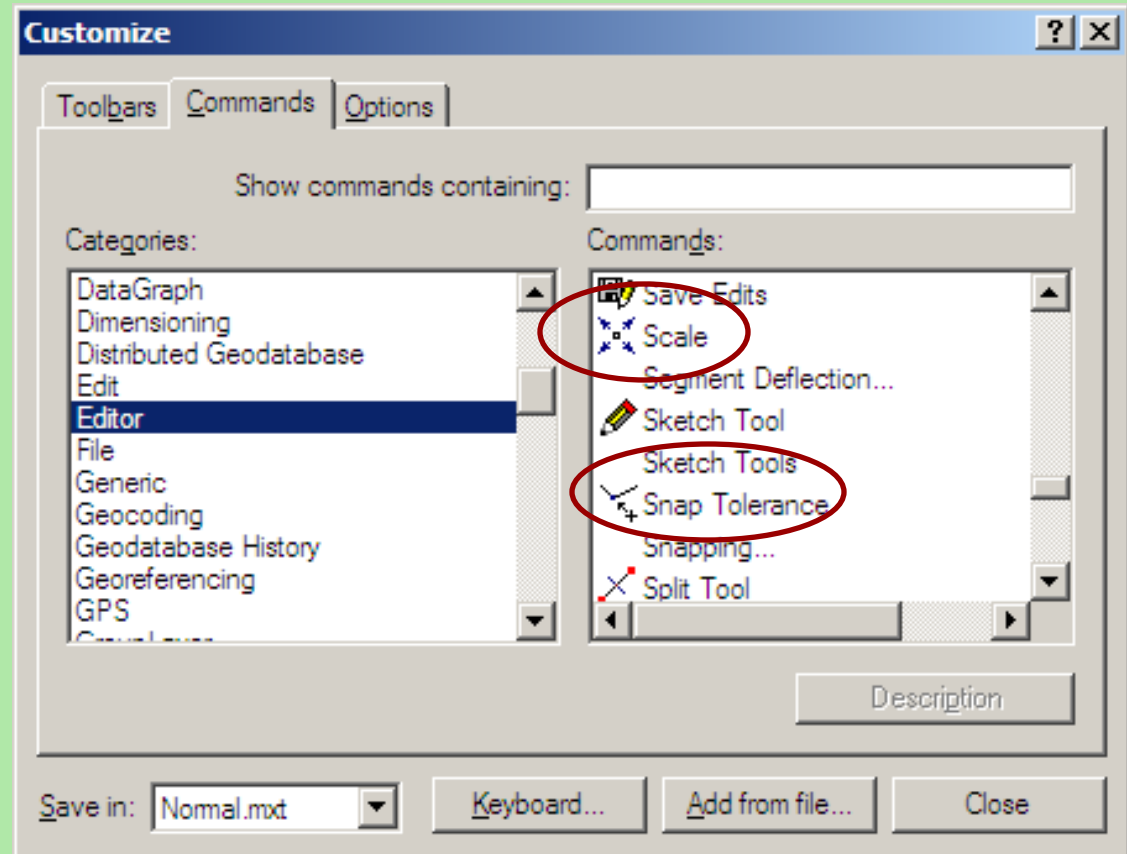 Customize
Toolbars
Commands
Options
Show commands containing:
Categories:
DataGraph
Dimensioning
Distributed Geodatabase
Edit
Editor
File
Generic
Geocoding
Geodatabase History
Georeferencing
GPS
Commands:
Save Edits
Scale
Segment Deflection...
Sketch Tool
Sketch Tools
Snap Tolerance
Snapping...
Split Tool
Description
Save in:
Normal.mxt
Keyboard...
Add from file...
Close